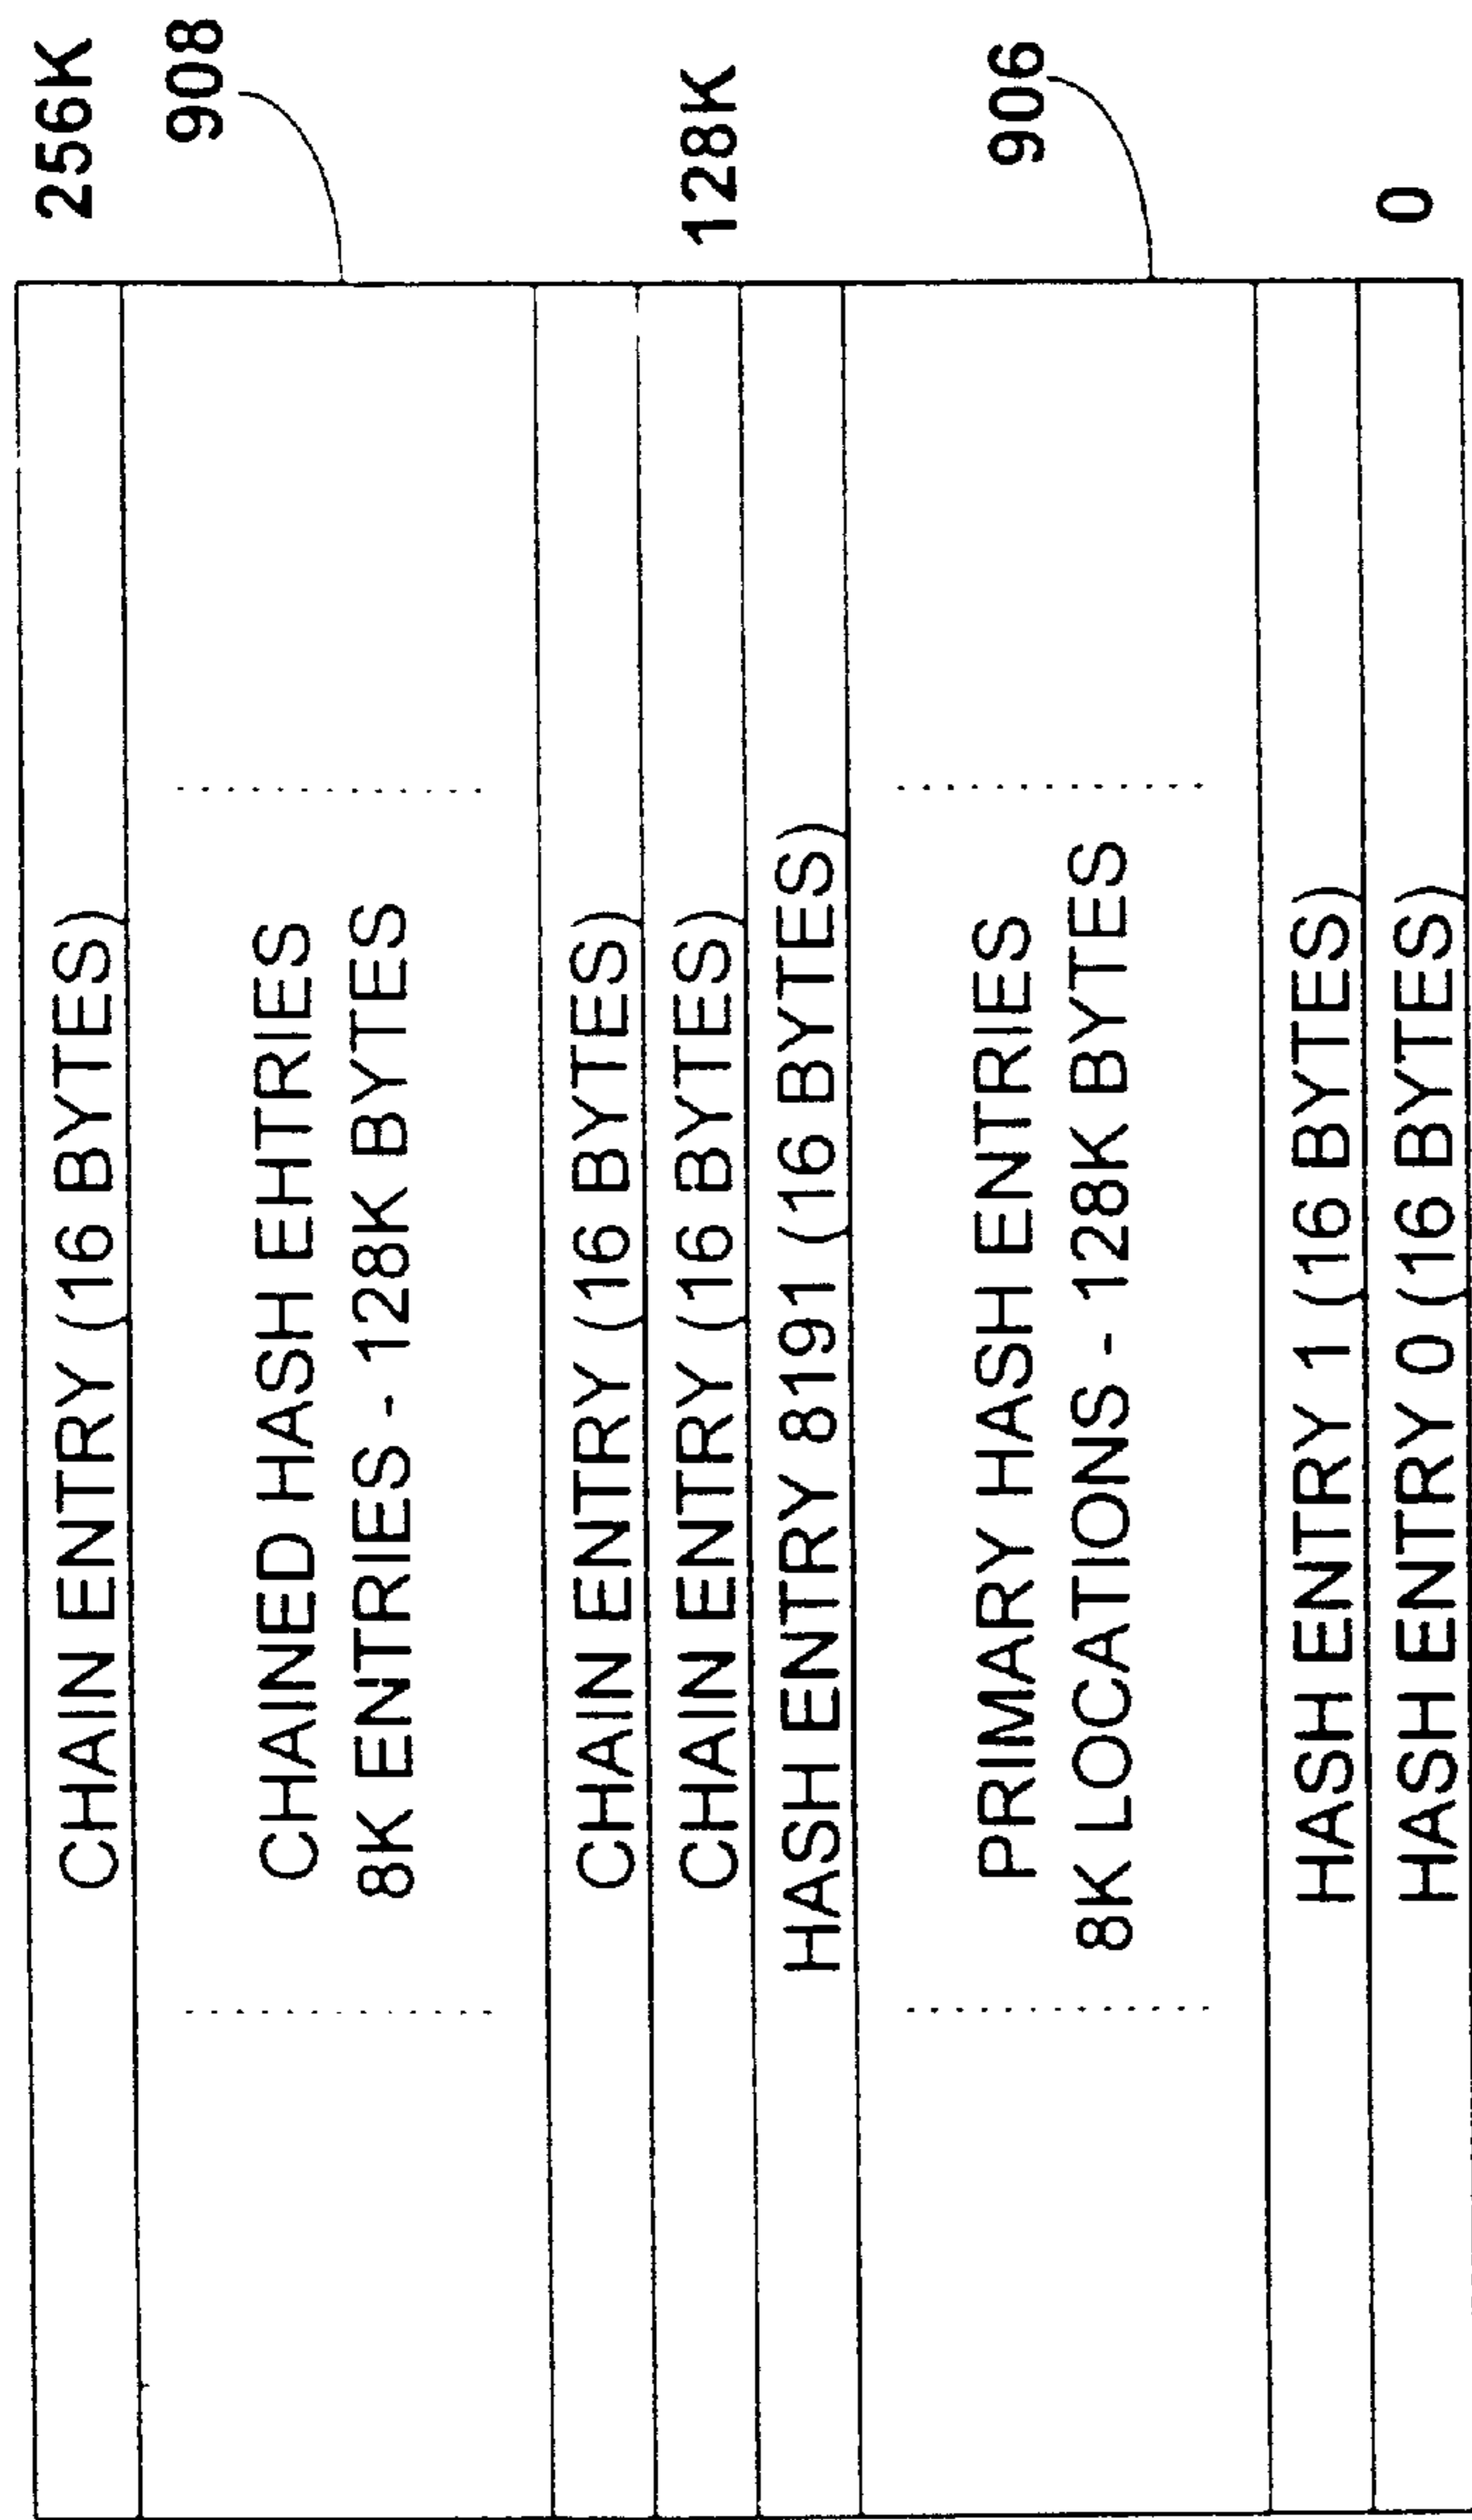 256K
CHAIN ENTRY (16 BYTES)
908
CHAINED HASH EHTRIES
8K ENTRIES - 128K BYTES
CHAIN ENTRY (16 BYTES)
128K
CHAIN ENTRY (16 BYTES)
HASH ENTRY 8191 (16 BYTES)
906
PRIMARY HASH ENTRIES
8K LOCATIONS - 128K BYTES
HASH ENTRY 1 (16 BYTES)
0
HASH ENTRY 0 (16 BYTES)